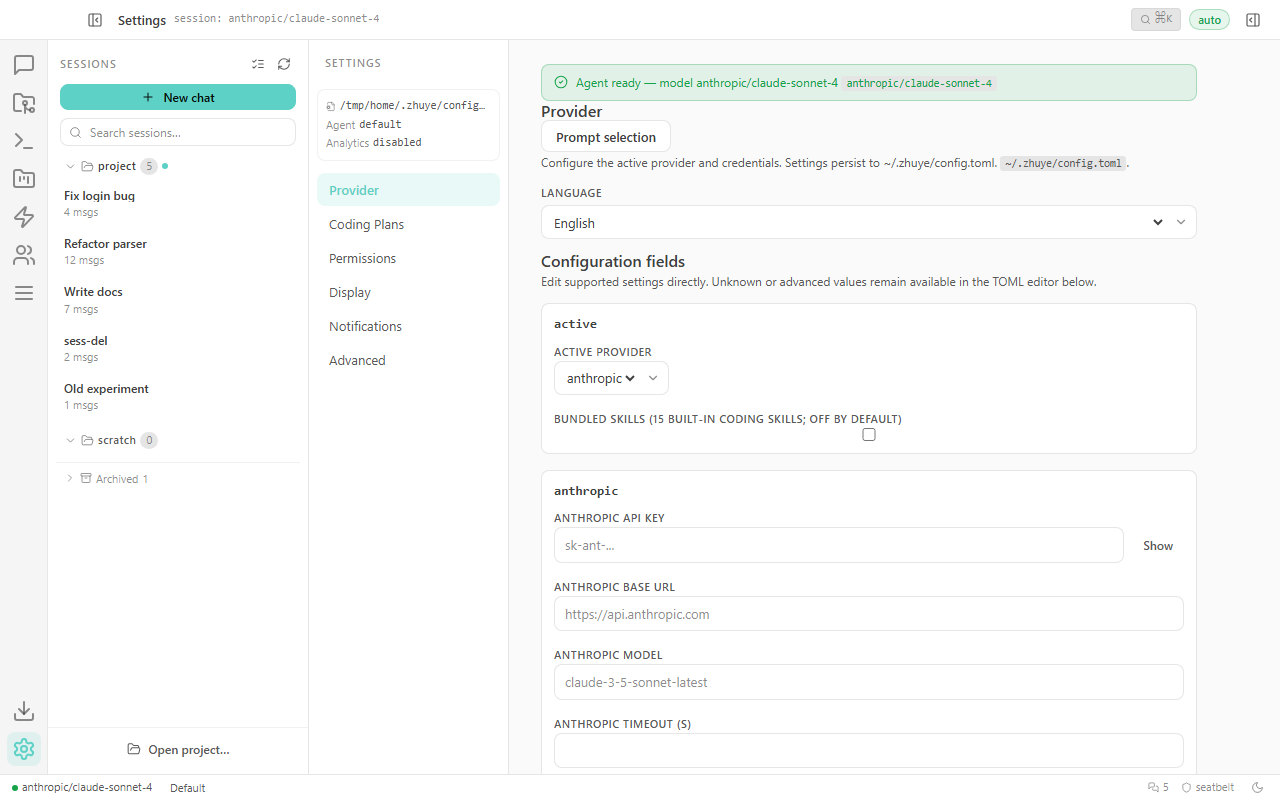 Settings session: anthropic/claude-sonnet-4
⌘K
auto
SESSIONS
+ New chat
Search sessions...
project 5
Fix login bug
4 msgs
Refactor parser
12 msgs
Write docs
7 msgs
sess-del
2 msgs
Old experiment
1 msgs
scratch 0
Archived 1
Open project...
SETTINGS
/tmp/home/.zhuye/config…
Agent default
Analytics disabled
Provider
Coding Plans
Permissions
Display
Notifications
Advanced
Agent ready — model anthropic/claude-sonnet-4 anthropic/claude-sonnet-4
Provider
Prompt selection
Configure the active provider and credentials. Settings persist to ~/.zhuye/config.toml. ~/.zhuye/config.toml .
LANGUAGE
English
Configuration fields
Edit supported settings directly. Unknown or advanced values remain available in the TOML editor below.
active
ACTIVE PROVIDER
anthropic
BUNDLED SKILLS (15 BUILT-IN CODING SKILLS; OFF BY DEFAULT)
anthropic
ANTHROPIC API KEY
sk-ant-...
Show
ANTHROPIC BASE URL
https://api.anthropic.com
ANTHROPIC MODEL
claude-3-5-sonnet-latest
ANTHROPIC TIMEOUT (S)
anthropic/claude-sonnet-4 Default
5 seatbelt